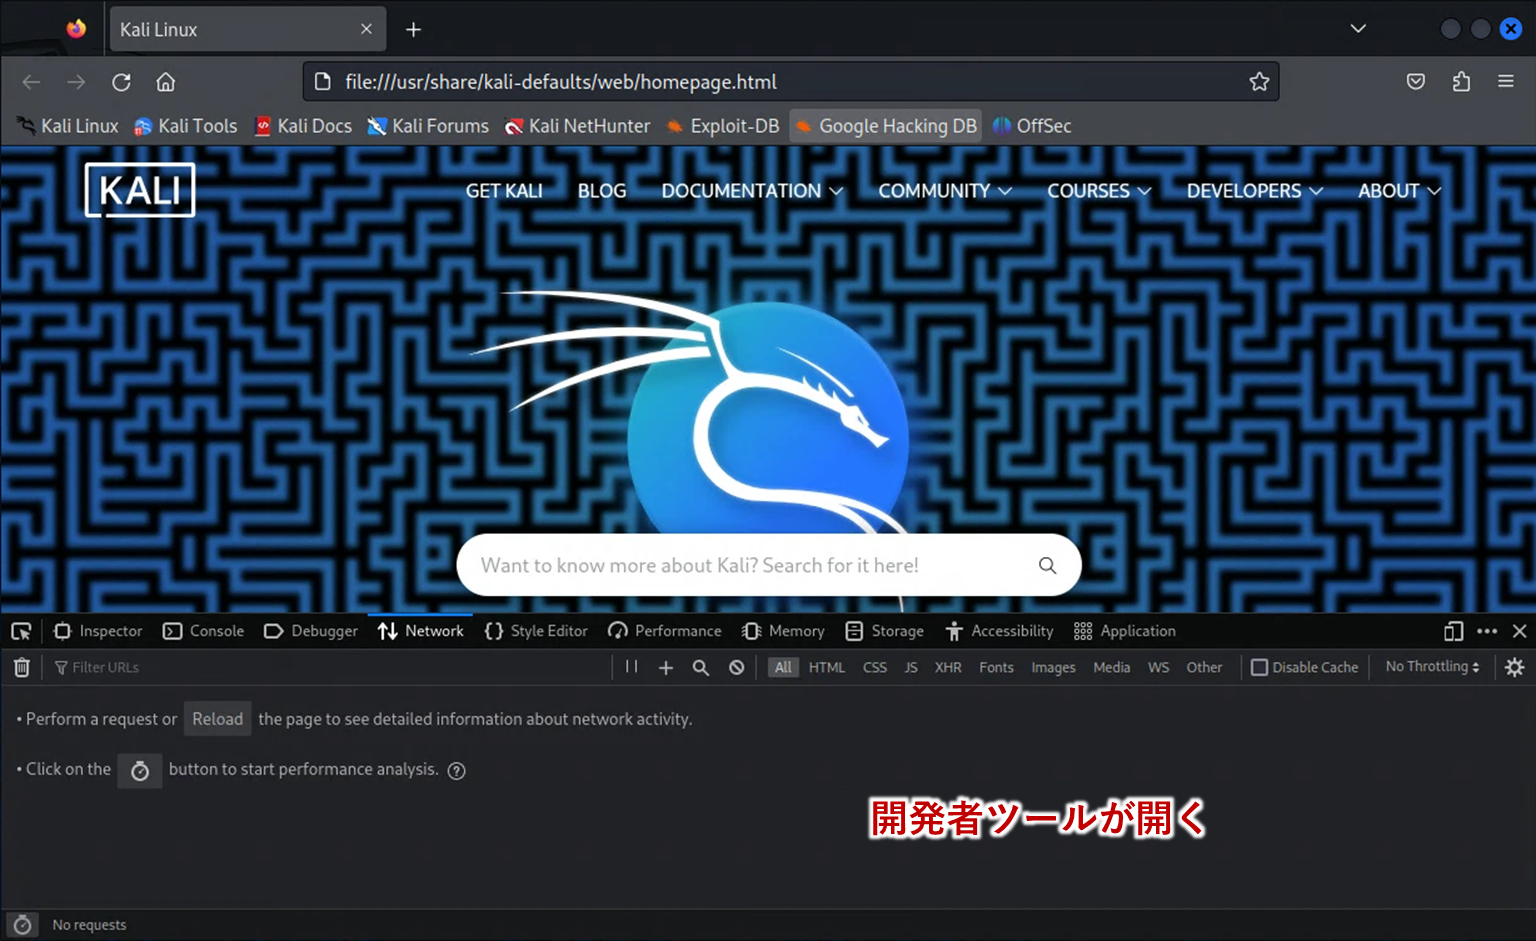 Kali Linux
file:///usr/share/kali-defaults/web/homepage.html
Kali Linux Kali Tools Kali Docs Kali Forums Kali NetHunter Exploit-DB Google Hacking DB OffSec
KALI GET KALI BLOG DOCUMENTATION COMMUNITY COURSES DEVELOPERS ABOUT
Want to know more about Kali? Search for it here!
Inspector Console Debugger Network Style Editor Performance Memory Storage Accessibility Application
Filter URLs All HTML CSS JS XHR Fonts Images Media WS Other Disable Cache No Throttling
• Perform a request or Reload the page to see detailed information about network activity.
• Click on the button to start performance analysis. ?
開発者ツールが開く
No requests